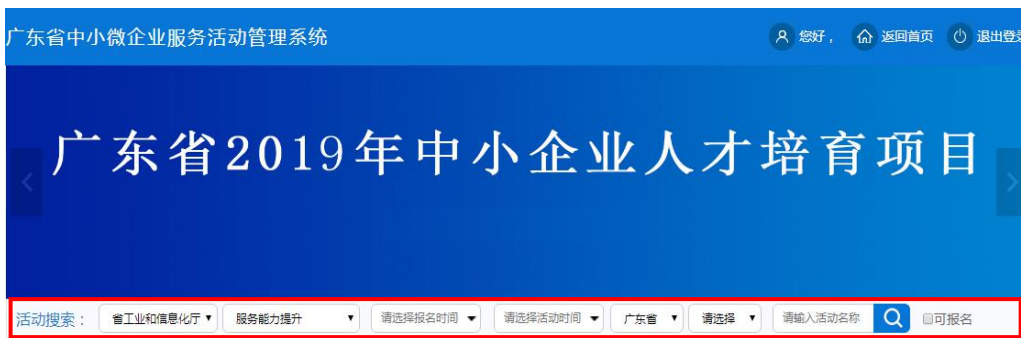 广东省中小微企业服务活动管理系统 您好， 返回首页 退出登录
广东省2019年中小企业人才培育项目
活动搜索： 省工业和信息化厅 服务能力提升 请选择报名时间 请选择活动时间 广东省 请选择 请输入活动名称 可报名